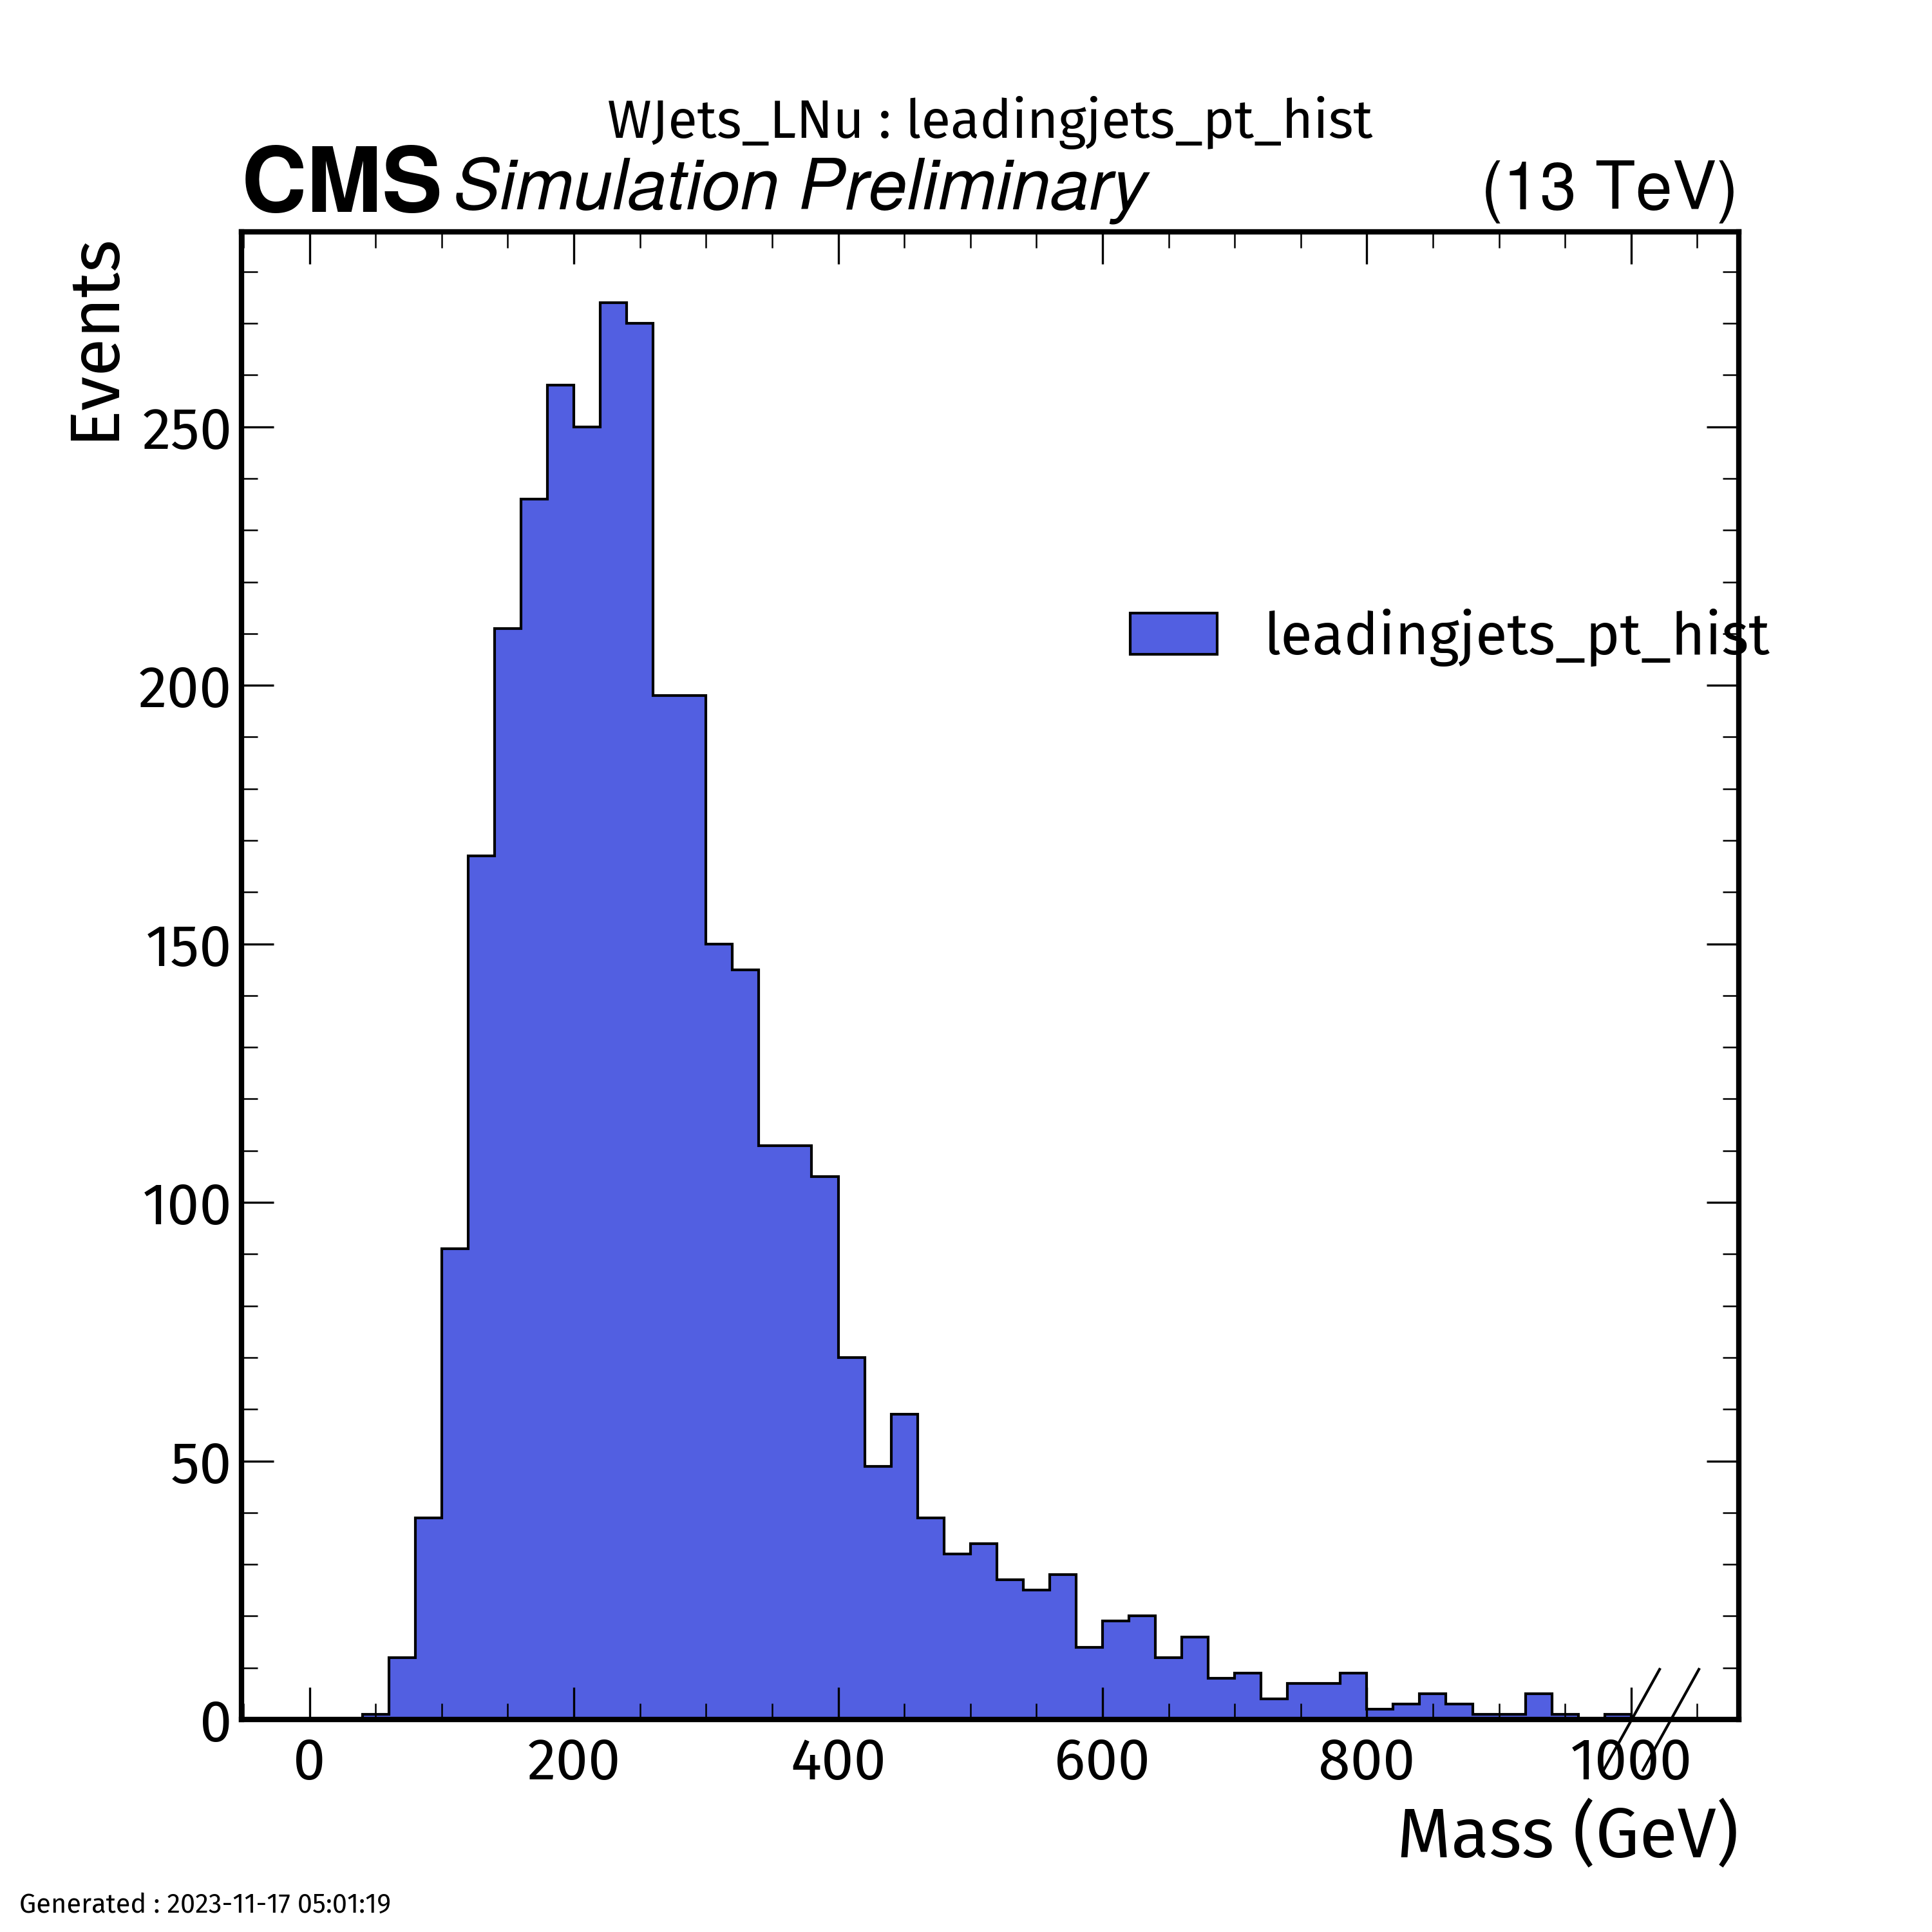 WJets_LNu : leadingjets_pt_hist
CMS Simulation Preliminary (13 TeV)
Events
250
200
150
100
50
0
leadingjets_pt_hist
0 200 400 600 800 1000
Mass (GeV)
Generated : 2023-11-17 05:01:19